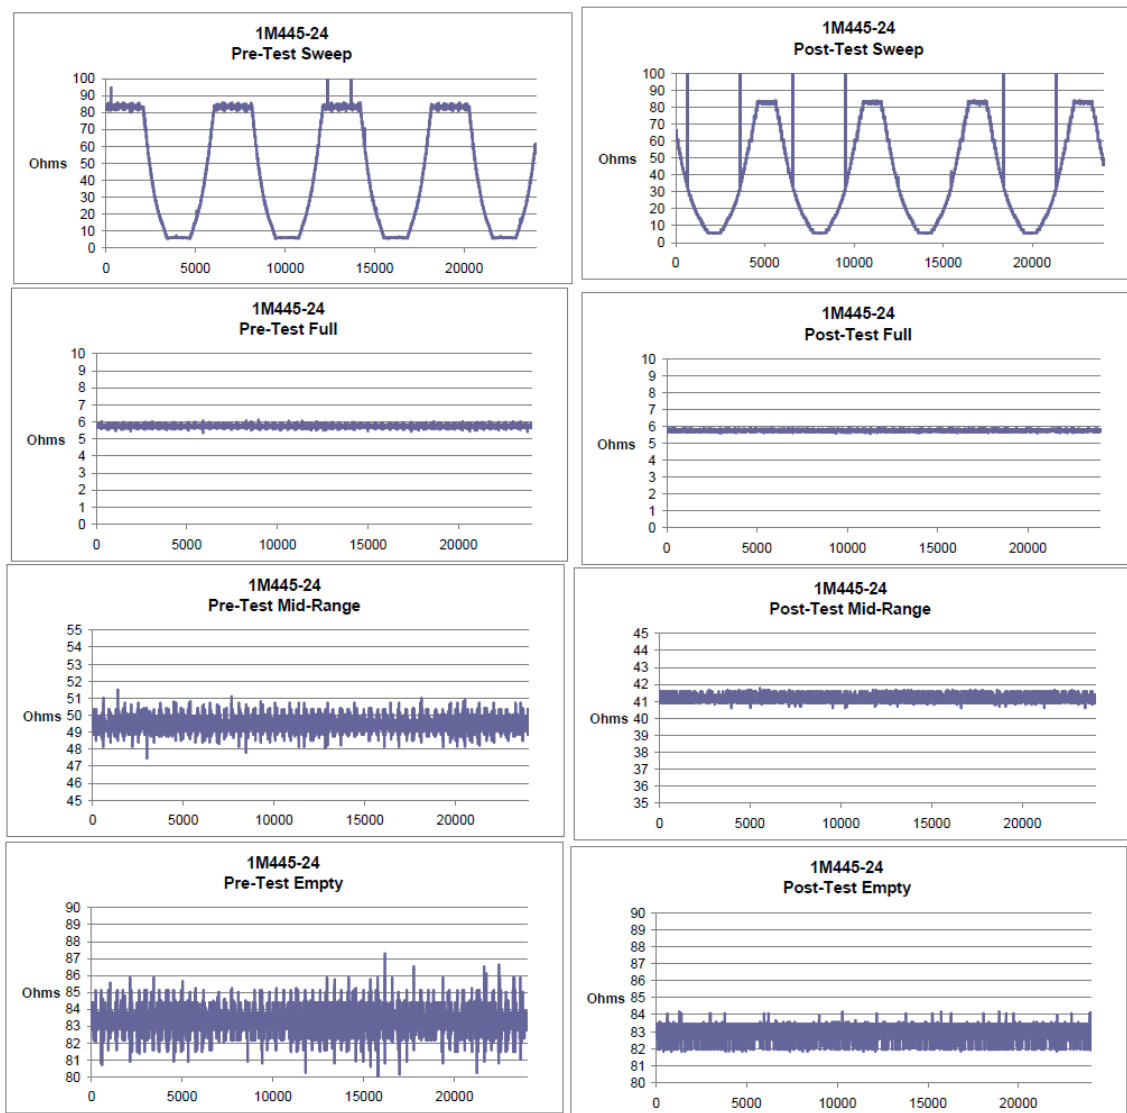 1M445-24
Pre-Test Sweep
100
90
80
70
60
Ohms 50
40
30
20
10
0
0 5000 10000 15000 20000
1M445-24
Post-Test Sweep
100
90
80
70
60
Ohms 50
40
30
20
10
0
0 5000 10000 15000 20000
1M445-24
Pre-Test Full
10
9
8
7
6
Ohms 5
4
3
2
1
0
0 5000 10000 15000 20000
1M445-24
Post-Test Full
10
9
8
7
6
Ohms 5
4
3
2
1
0
0 5000 10000 15000 20000
1M445-24
Pre-Test Mid-Range
55
54
53
52
51
Ohms 50
49
48
47
46
45
0 5000 10000 15000 20000
1M445-24
Post-Test Mid-Range
45
44
43
42
41
Ohms 40
39
38
37
36
35
0 5000 10000 15000 20000
1M445-24
Pre-Test Empty
90
89
88
87
86
Ohms 85
84
83
82
81
80
0 5000 10000 15000 20000
1M445-24
Post-Test Empty
90
89
88
87
86
Ohms 85
84
83
82
81
80
0 5000 10000 15000 20000